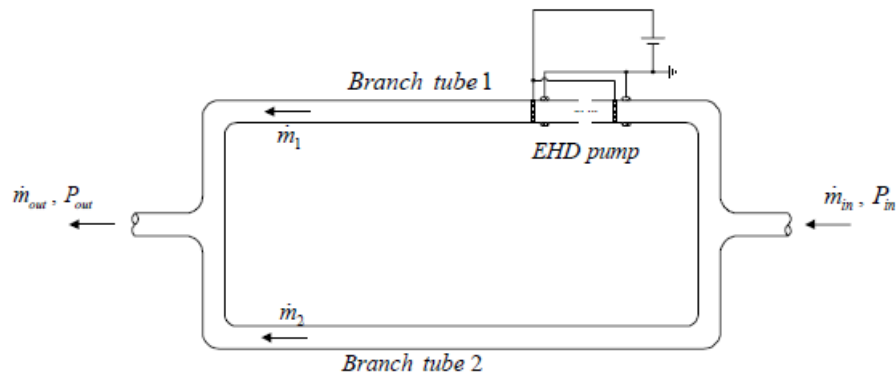 Branch tube 1
ṁ₁
EHD pump
ṁₒᵤₜ , Pₒᵤₜ
ṁᵢₙ , Pᵢₙ
ṁ₂
Branch tube 2